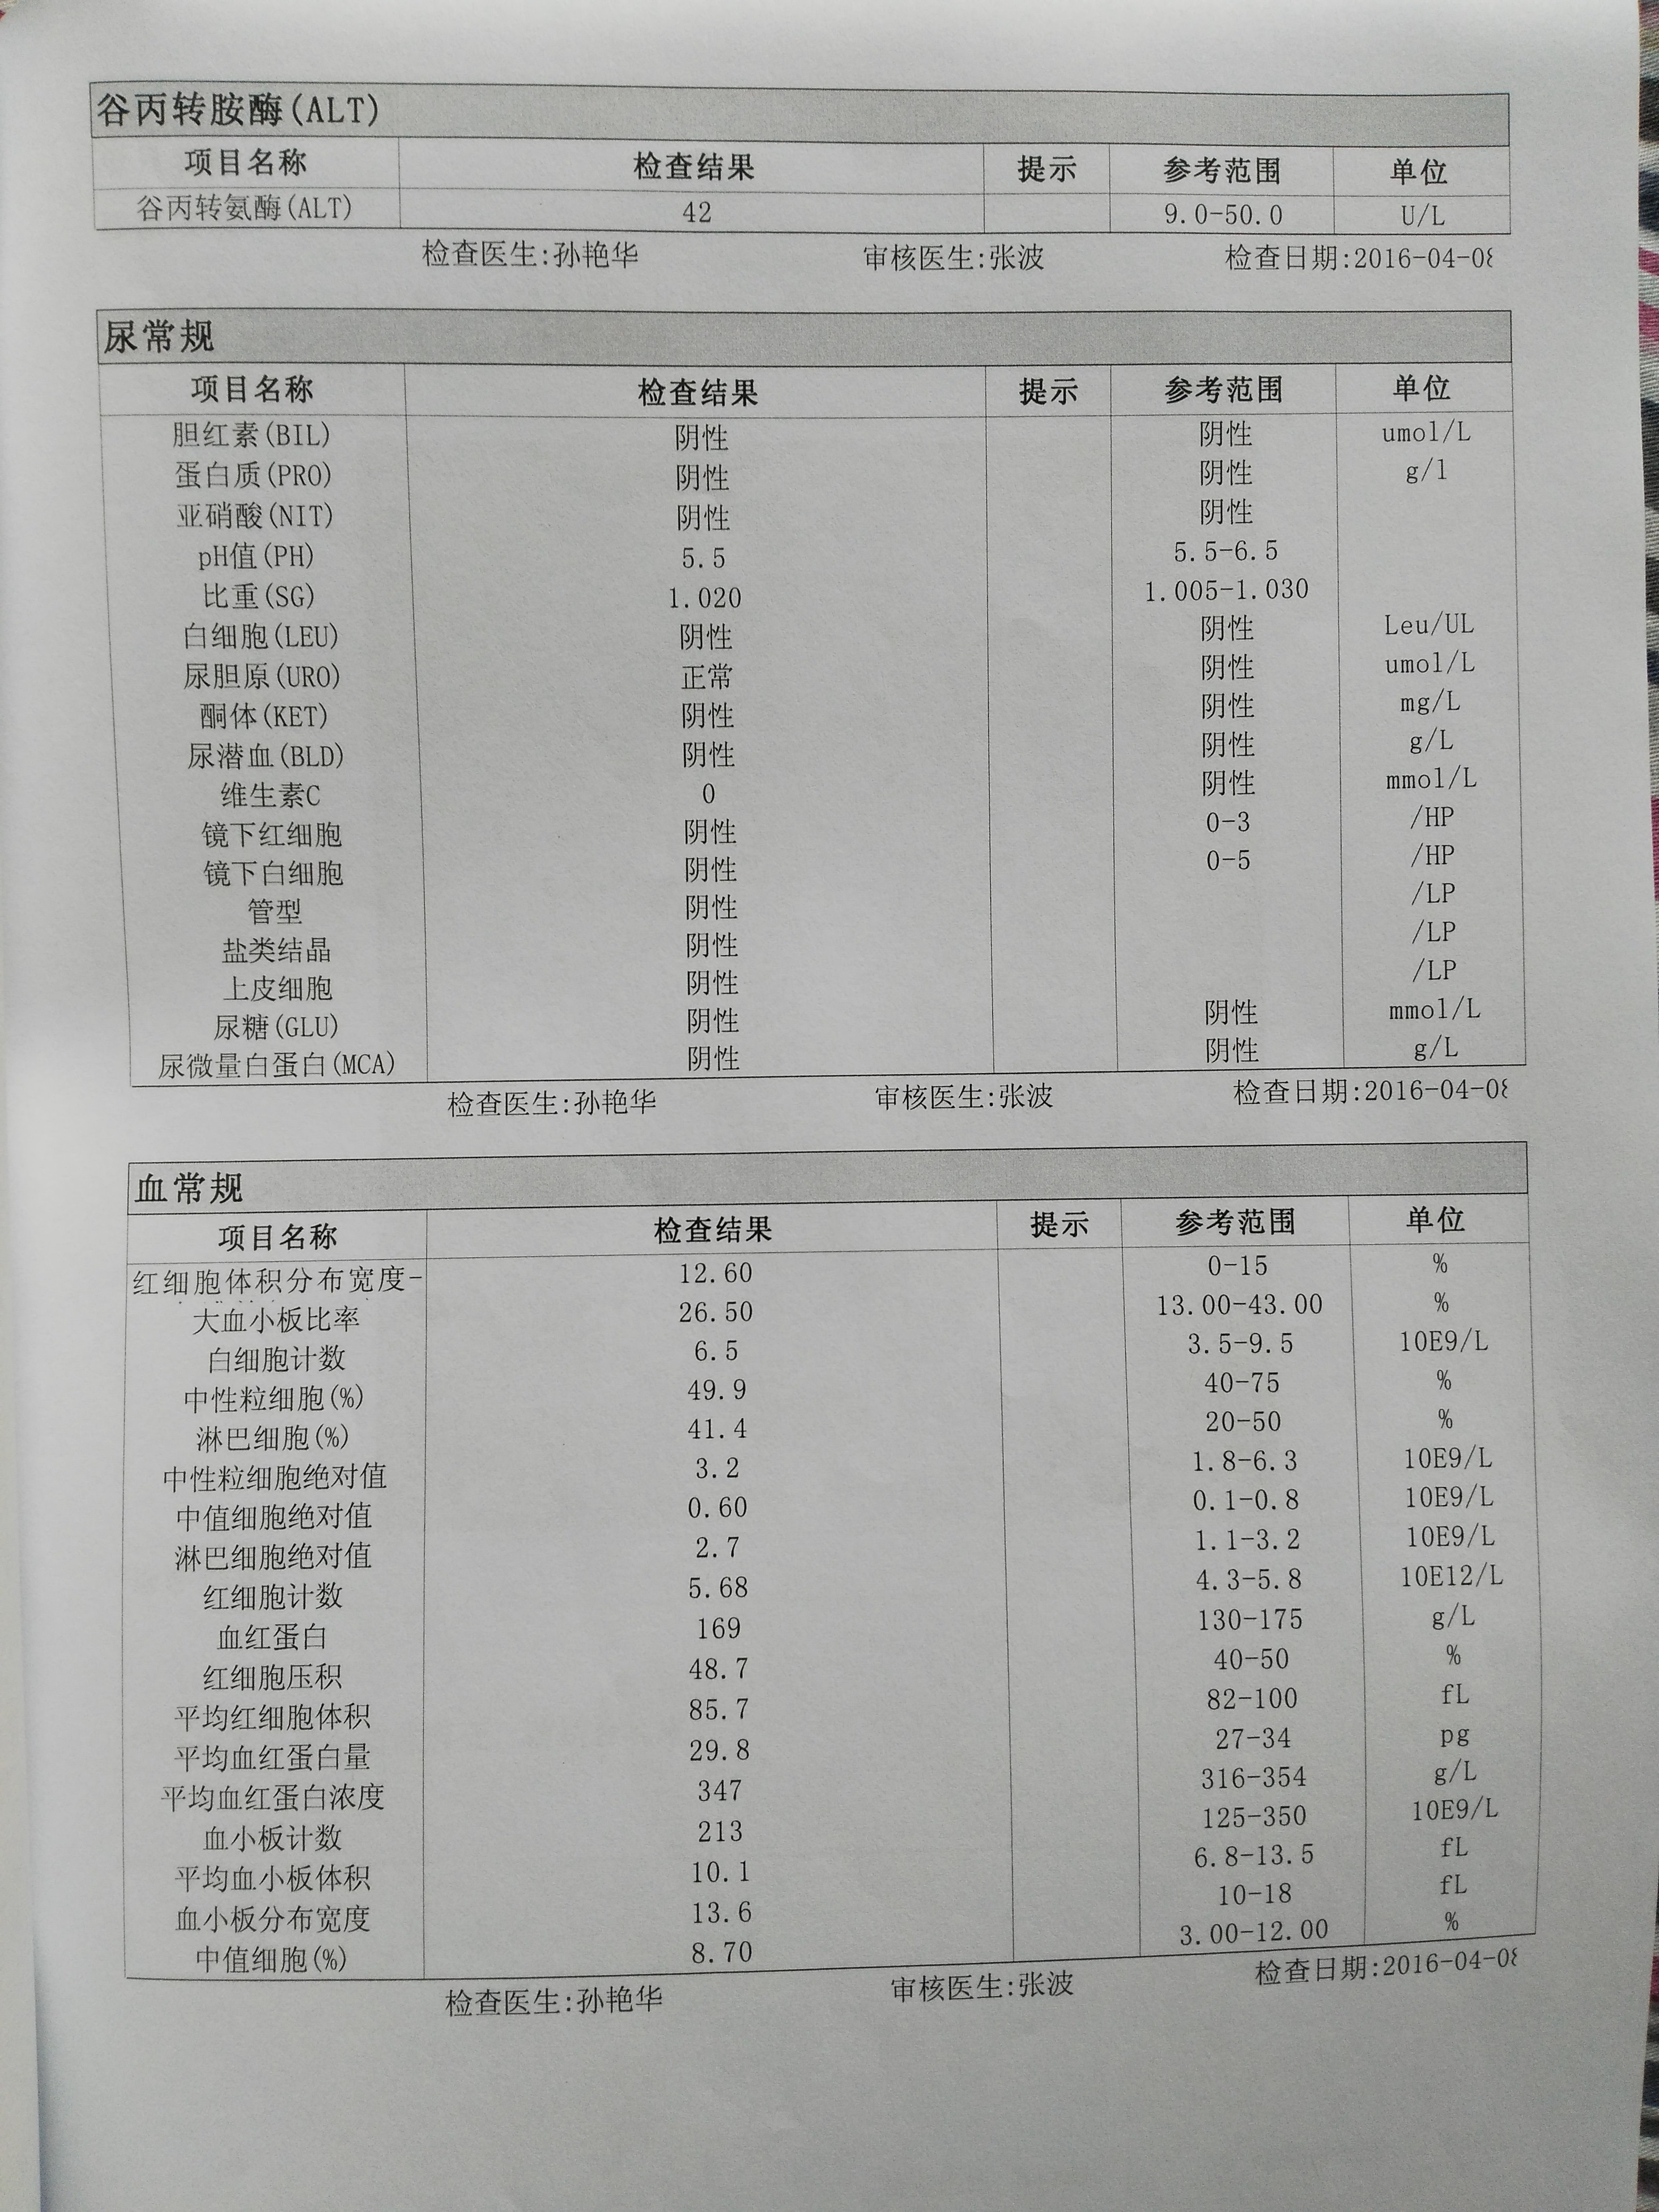 谷丙转胺酶(ALT)
项目名称 检查结果 提示 参考范围 单位
谷丙转氨酶(ALT) 42 9.0-50.0 U/L
检查医生:孙艳华 审核医生:张波 检查日期:2016-04-08
尿常规
项目名称 检查结果 提示 参考范围 单位
胆红素(BIL) 阴性 阴性 umol/L
蛋白质(PRO) 阴性 阴性 g/l
亚硝酸(NIT) 阴性 阴性
pH值(PH) 5.5 5.5-6.5
比重(SG) 1.020 1.005-1.030
白细胞(LEU) 阴性 阴性 Leu/UL
尿胆原(URO) 正常 阴性 umol/L
酮体(KET) 阴性 阴性 mg/L
尿潜血(BLD) 阴性 阴性 g/L
维生素C 0 阴性 mmol/L
镜下红细胞 阴性 0-3 /HP
镜下白细胞 阴性 0-5 /HP
管型 阴性 /LP
盐类结晶 阴性 /LP
上皮细胞 阴性 /LP
尿糖(GLU) 阴性 阴性 mmol/L
尿微量白蛋白(MCA) 阴性 阴性 g/L
检查医生:孙艳华 审核医生:张波 检查日期:2016-04-08
血常规
项目名称 检查结果 提示 参考范围 单位
红细胞体积分布宽度- 12.60 0-15 %
大血小板比率 26.50 13.00-43.00 %
白细胞计数 6.5 3.5-9.5 10E9/L
中性粒细胞(%) 49.9 40-75 %
淋巴细胞(%) 41.4 20-50 %
中性粒细胞绝对值 3.2 1.8-6.3 10E9/L
中值细胞绝对值 0.60 0.1-0.8 10E9/L
淋巴细胞绝对值 2.7 1.1-3.2 10E9/L
红细胞计数 5.68 4.3-5.8 10E12/L
血红蛋白 169 130-175 g/L
红细胞压积 48.7 40-50 %
平均红细胞体积 85.7 82-100 fL
平均血红蛋白量 29.8 27-34 pg
平均血红蛋白浓度 347 316-354 g/L
血小板计数 213 125-350 10E9/L
平均血小板体积 10.1 6.8-13.5 fL
血小板分布宽度 13.6 10-18 fL
中值细胞(%) 8.70 3.00-12.00 %
检查医生:孙艳华 审核医生:张波 检查日期:2016-04-08